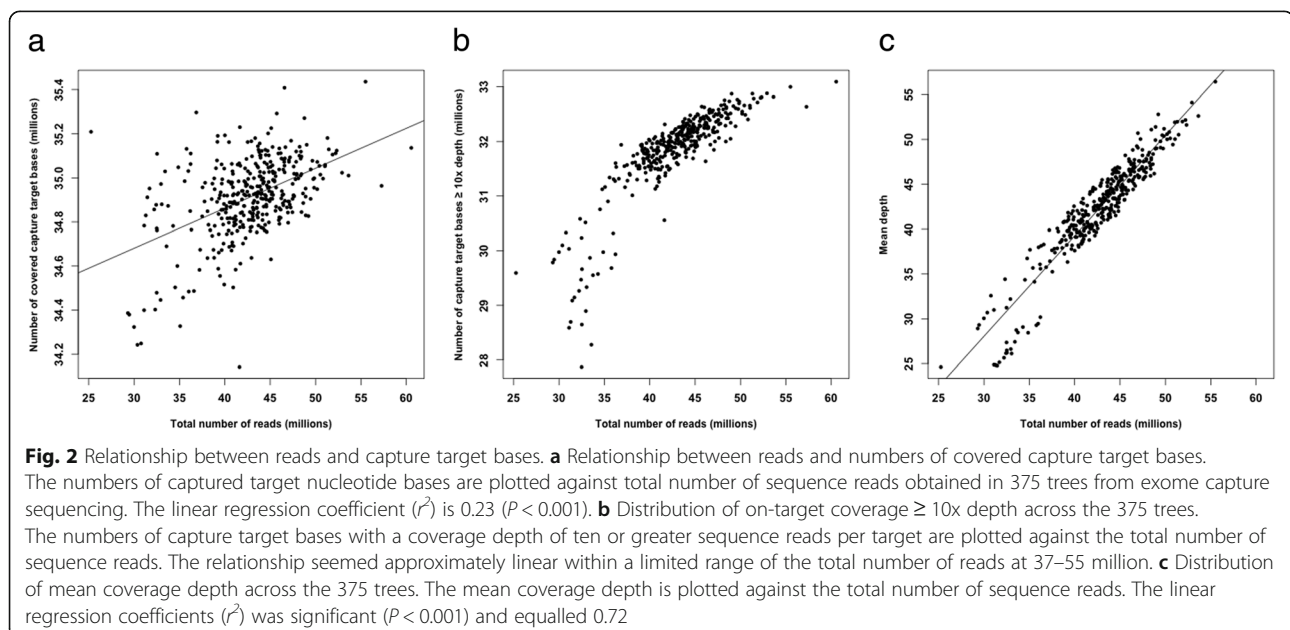 a
b
c
Number of covered capture target bases (millions)
35.4
35.2
35.0
34.8
34.6
34.4
34.2
25 30 35 40 45 50 55 60
Total number of reads (millions)
Number of capture target bases ≥ 10x depth (millions)
33
32
31
30
29
28
25 30 35 40 45 50 55 60
Total number of reads (millions)
Mean depth
55
50
45
40
35
30
25
25 30 35 40 45 50 55 60
Total number of reads (millions)
Fig. 2 Relationship between reads and capture target bases. a Relationship between reads and numbers of covered capture target bases.
The numbers of captured target nucleotide bases are plotted against total number of sequence reads obtained in 375 trees from exome capture
sequencing. The linear regression coefficient (r²) is 0.23 (P < 0.001). b Distribution of on-target coverage ≥ 10x depth across the 375 trees.
The numbers of capture target bases with a coverage depth of ten or greater sequence reads per target are plotted against the total number of
sequence reads. The relationship seemed approximately linear within a limited range of the total number of reads at 37–55 million. c Distribution
of mean coverage depth across the 375 trees. The mean coverage depth is plotted against the total number of sequence reads. The linear
regression coefficients (r²) was significant (P < 0.001) and equalled 0.72